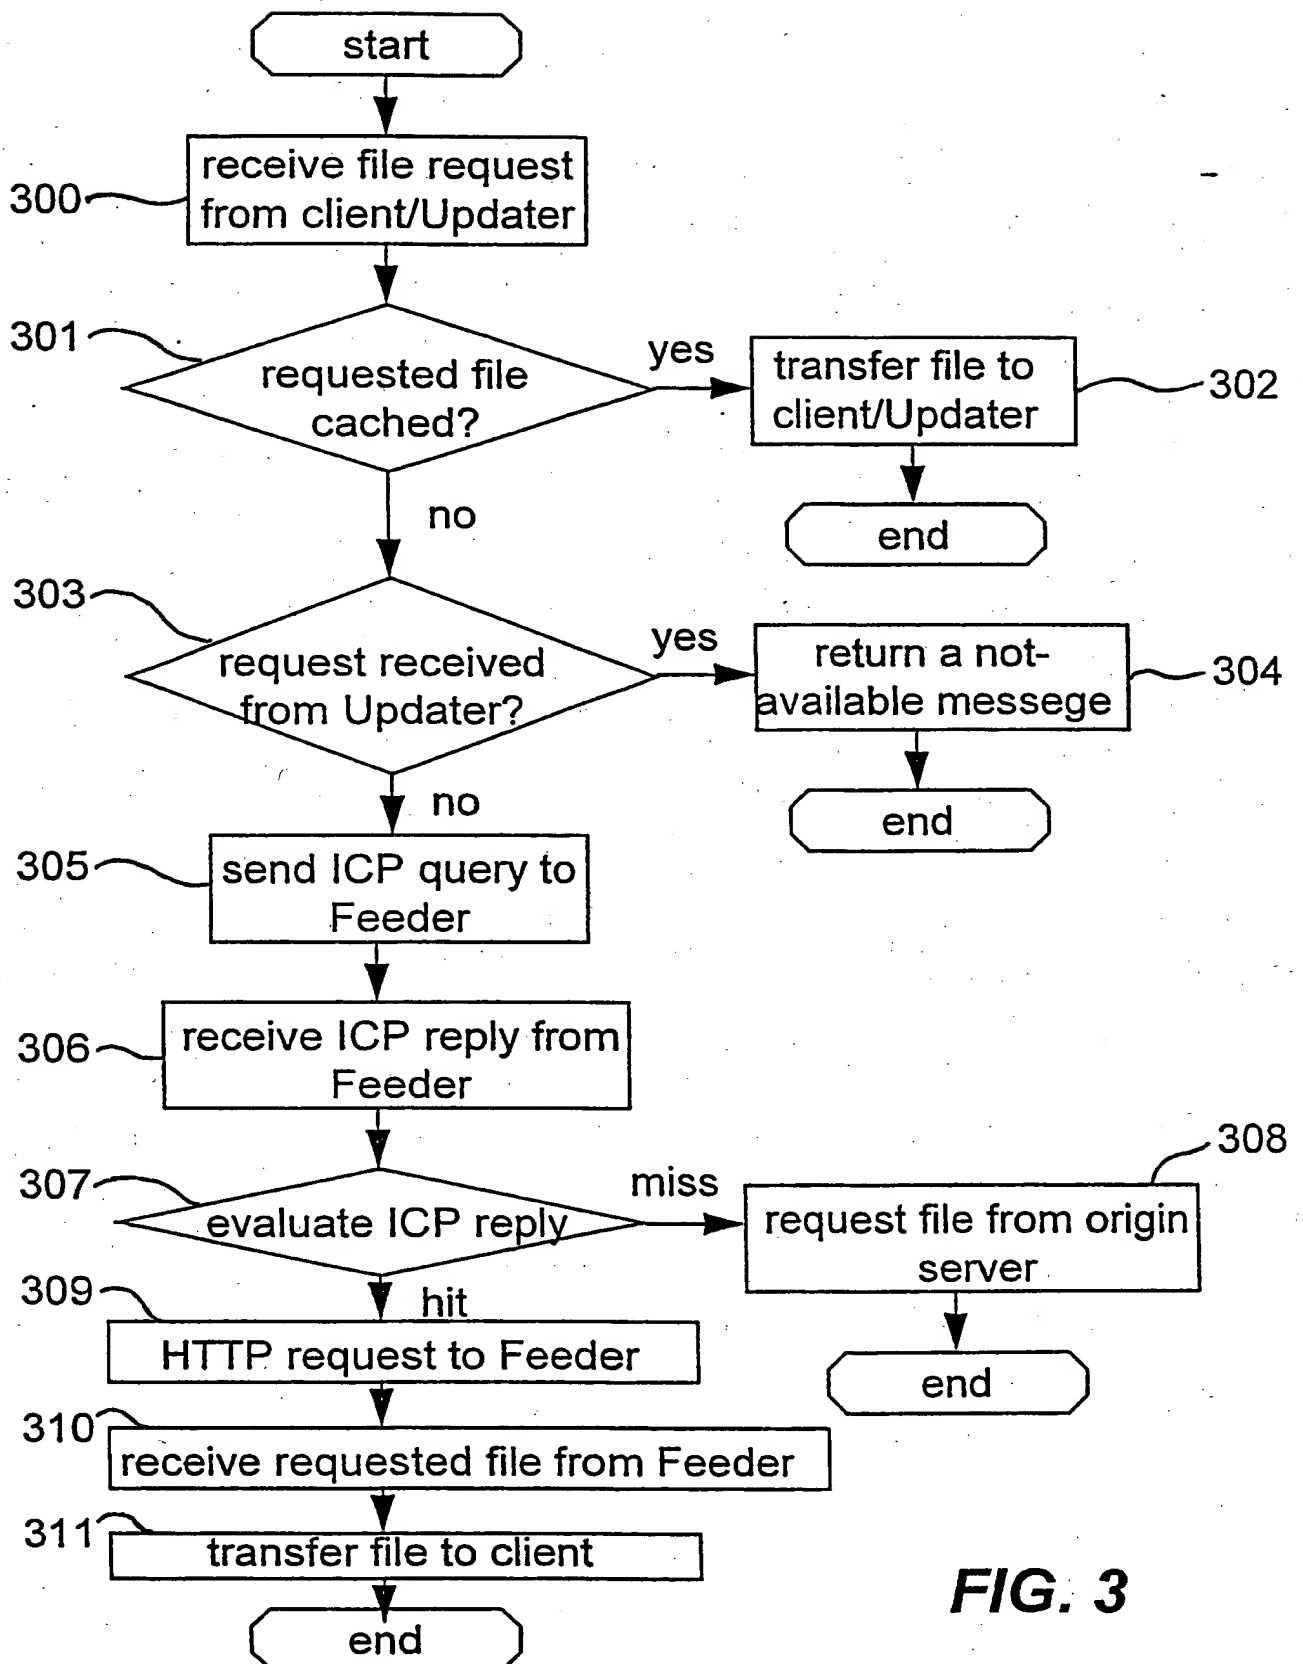 start
300
receive file request
from client/Updater
301
requested file
cached?
yes
transfer file to
client/Updater
302
end
no
303
request received
from Updater?
yes
return a not-
available messege
304
end
no
305
send ICP query to
Feeder
306
receive ICP reply from
Feeder
307
evaluate ICP reply
miss
308
request file from origin
server
end
hit
309
HTTP request to Feeder
310
receive requested file from Feeder
311
transfer file to client
end
FIG. 3